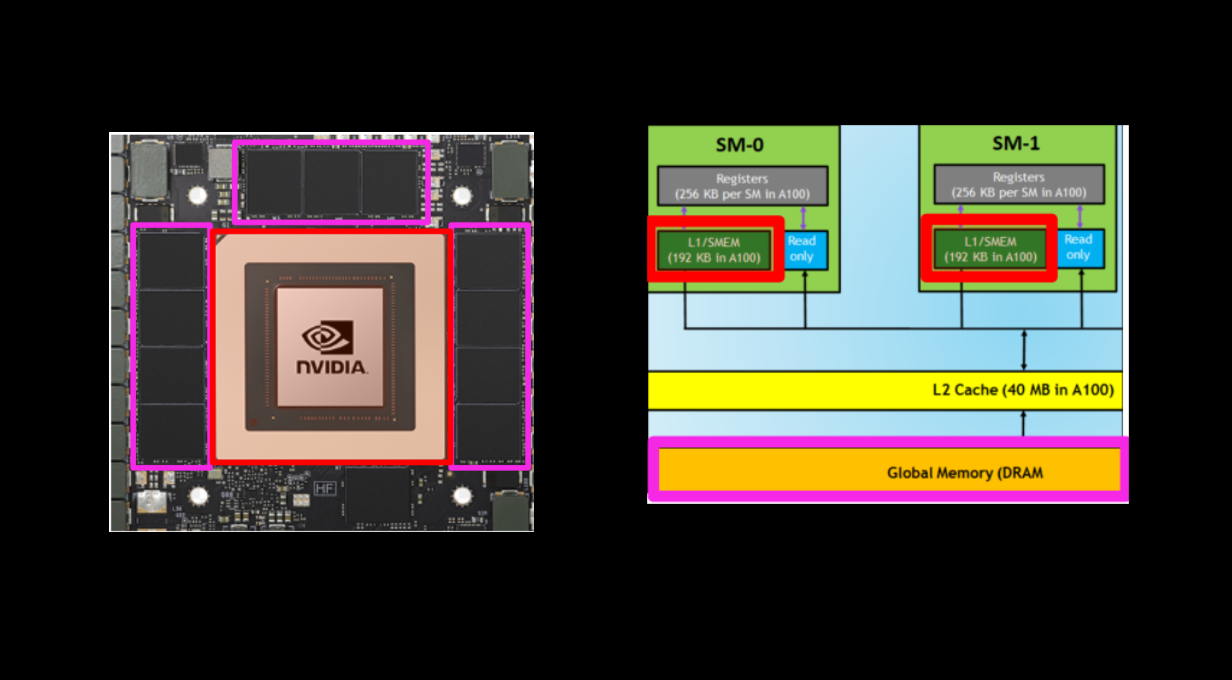 NVIDIA.
HF
SM-0
Registers
(256 KB per SM in A100)
L1/SMEM
(192 KB in A100)
Read
only
SM-1
Registers
(256 KB per SM in A100)
L1/SMEM
(192 KB in A100)
Read
only
L2 Cache (40 MB in A100)
Global Memory (DRAM